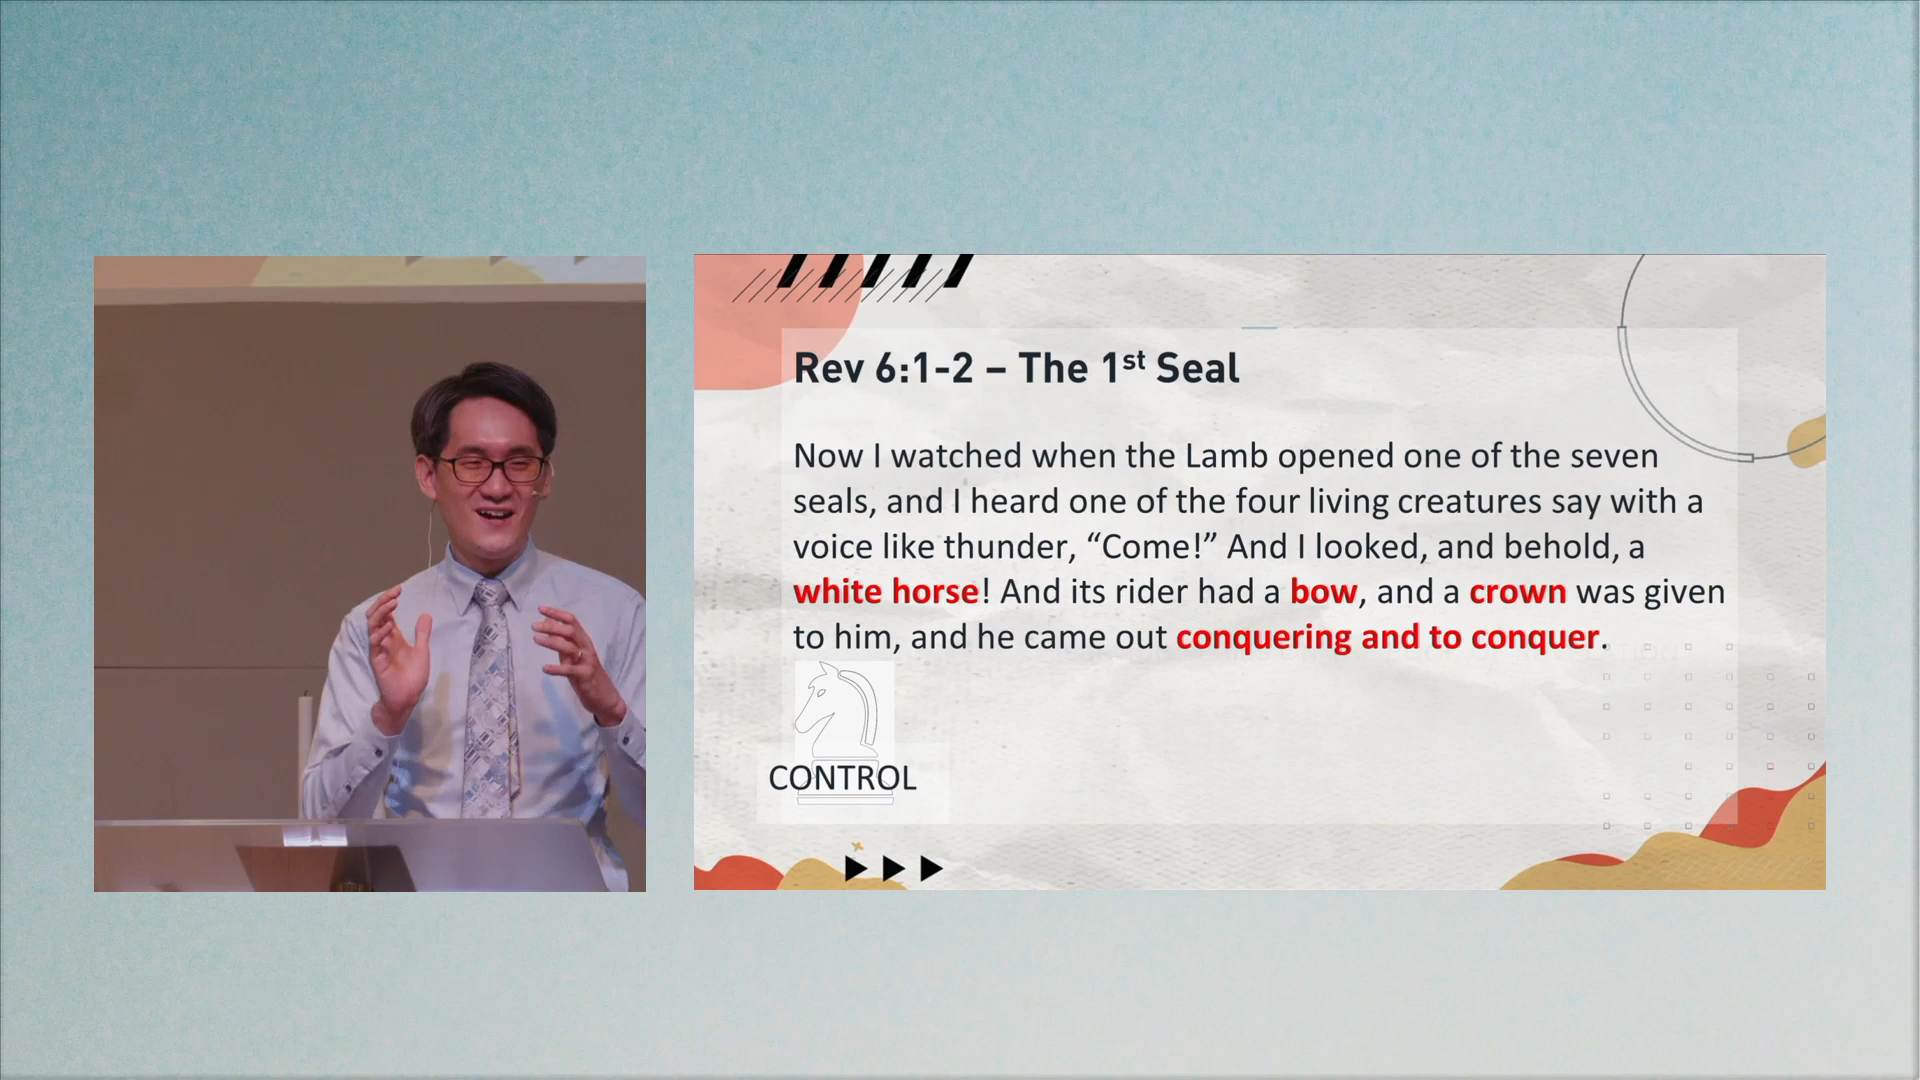 Rev 6:1-2 – The 1st Seal
Now I watched when the Lamb opened one of the seven
seals, and I heard one of the four living creatures say with a
voice like thunder, “Come!” And I looked, and behold, a
white horse! And its rider had a bow, and a crown was given
to him, and he came out conquering and to conquer.
CONTROL